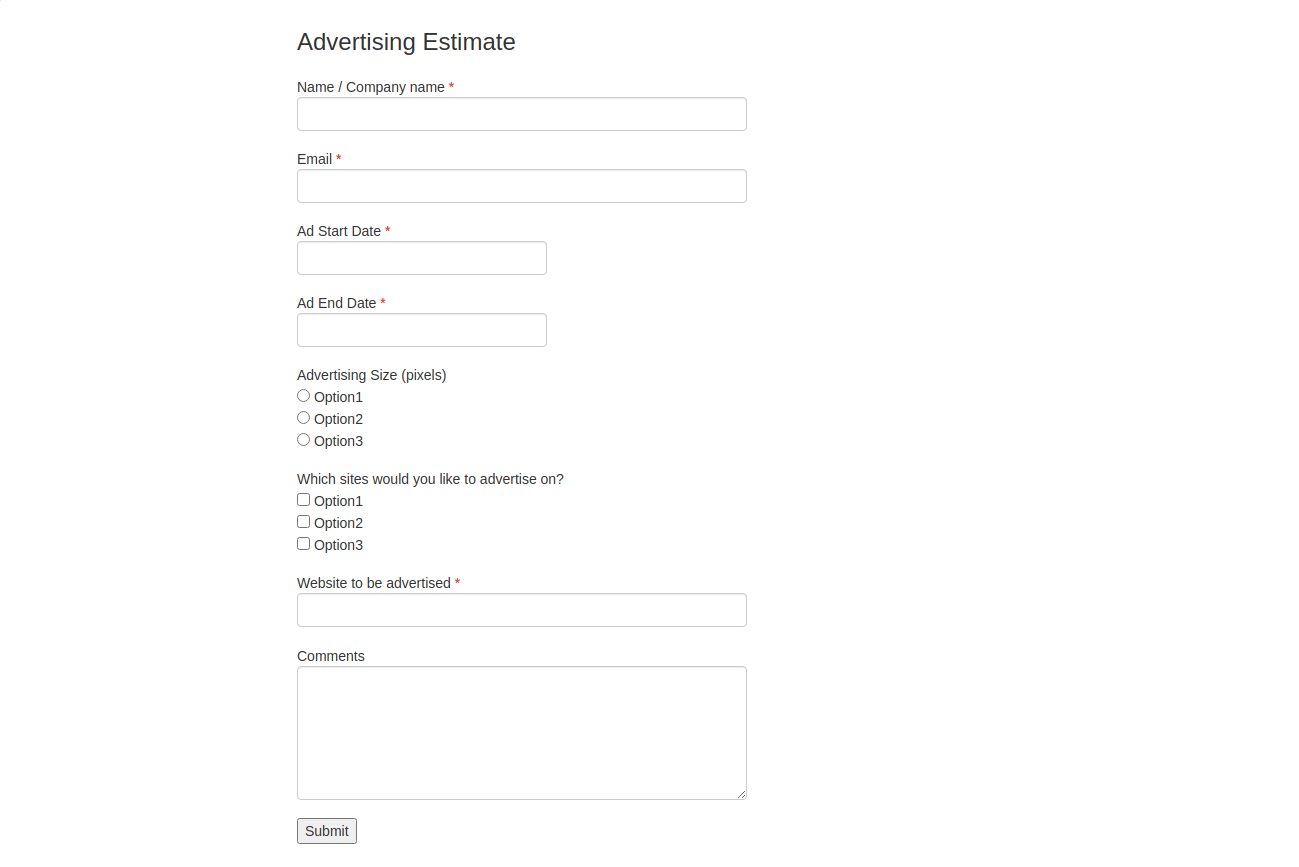 Advertising Estimate
Name / Company name *
Email *
Ad Start Date *
Ad End Date *
Advertising Size (pixels)
Option1
Option2
Option3
Which sites would you like to advertise on?
Option1
Option2
Option3
Website to be advertised *
Comments
Submit